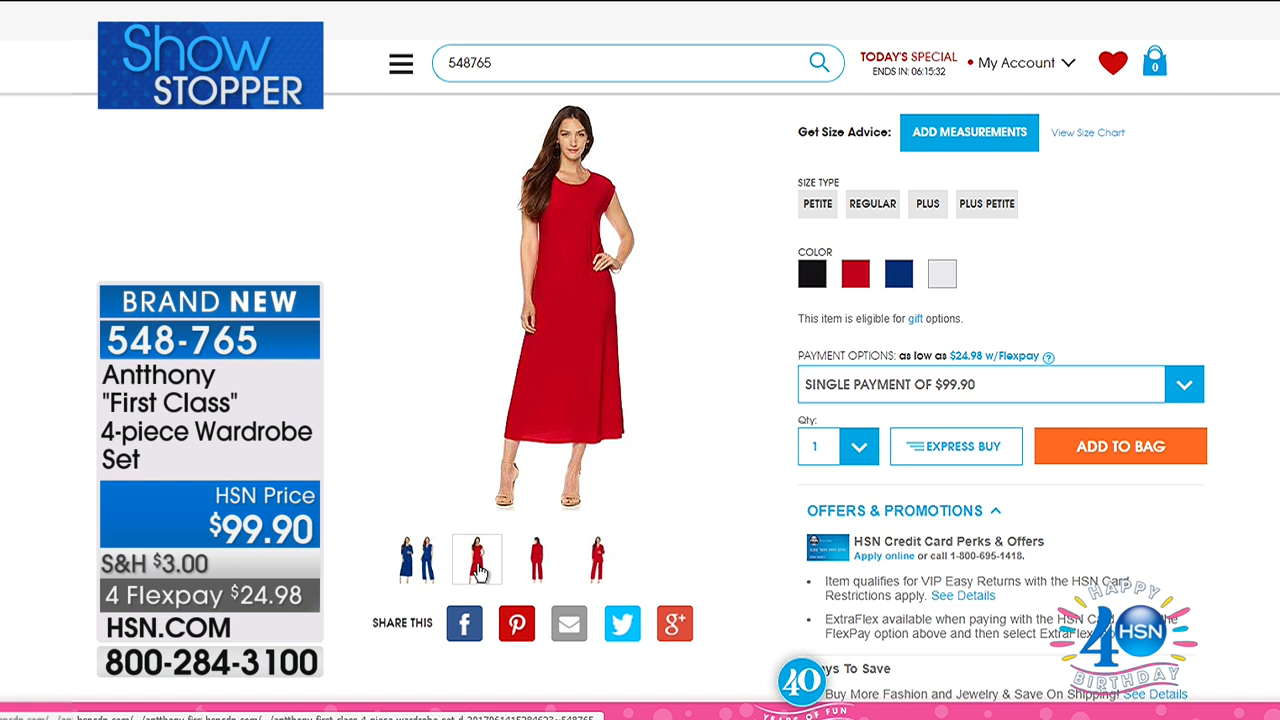 Show
STOPPER
548765
TODAY'S SPECIAL
ENDS IN: 06:15:32
My Account
0
Get Size Advice:
ADD MEASUREMENTS
View Size Chart
SIZE TYPE
PETITE
REGULAR
PLUS
PLUS PETITE
COLOR
This item is eligible for gift options.
PAYMENT OPTIONS: as low as $24.98 w/Flexpay ?
SINGLE PAYMENT OF $99.90
Qty:
1
EXPRESS BUY
ADD TO BAG
OFFERS & PROMOTIONS
HSN Credit Card Perks & Offers
Apply online or call 1-800-695-1418.
• Item qualifies for VIP Easy Returns with the HSN Card
Restrictions apply. See Details
• ExtraFlex available when paying with the HSN the
FlexPay option above and then select
To Save
Buy More Fashion and Jewelry & Save On Shipping! See Details
BRAND NEW
548-765
Antthony
"First Class"
4-piece Wardrobe
Set
HSN Price
$99.90
S&H $3.00
4 Flexpay $24.98
HSN.COM
800-284-3100
SHARE THIS
f
g+
HAPPY
40
HSN
BIRTHDAY
40
YEARS OF FUN